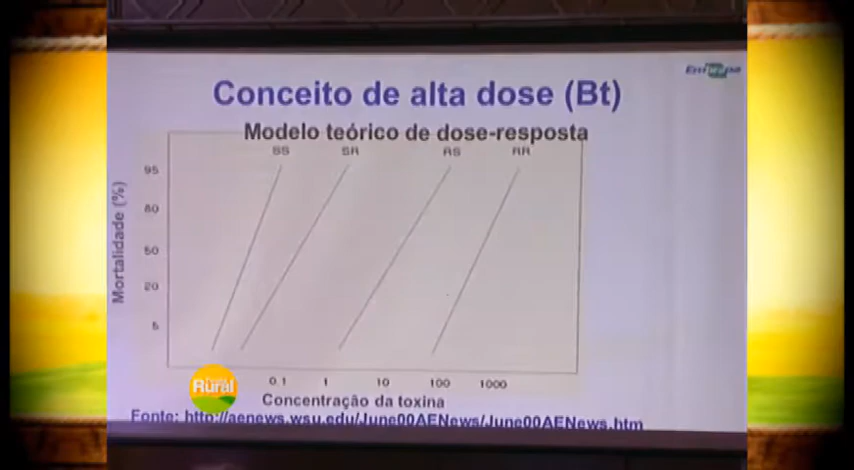 Embrapa
Conceito de alta dose (Bt)
Modelo teórico de dose-resposta
SS SR RS RR
95
80
50
20
5
Mortalidade (%)
0.1 1 10 100 1000
Rural
Concentração da toxina
Fonte: http://aenews.wsu.edu/June00AENews/June00AENews.htm